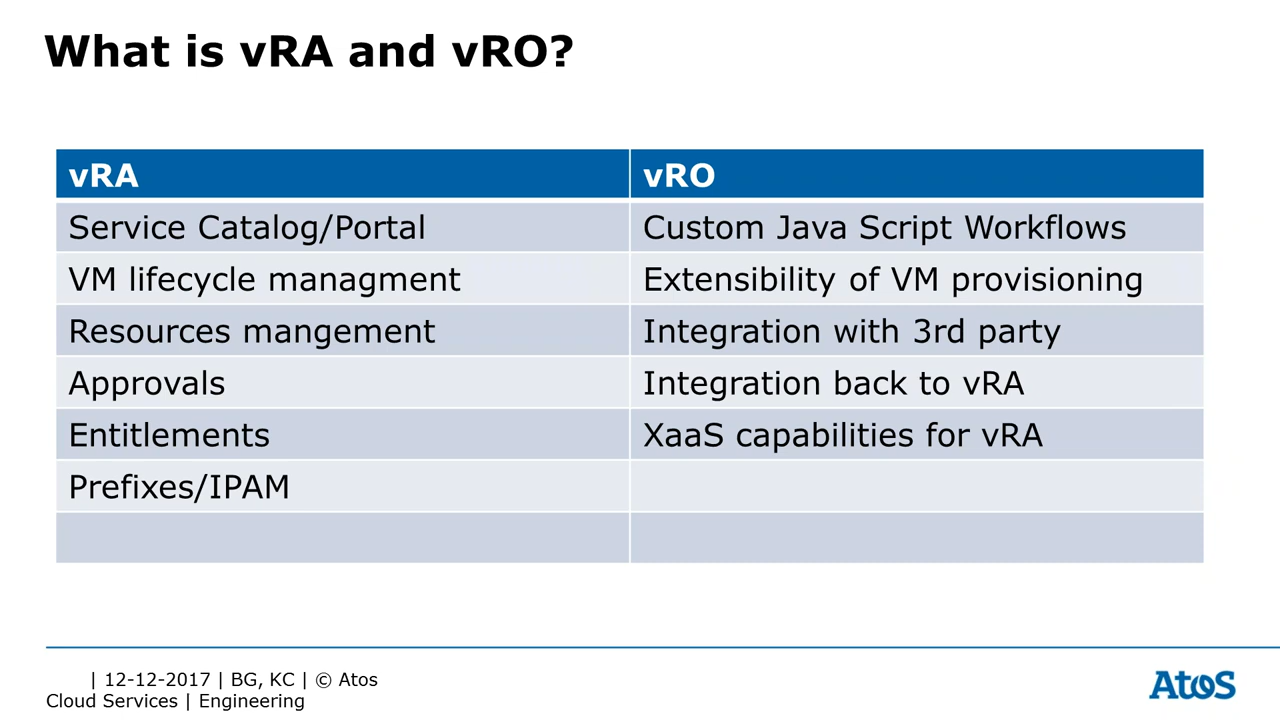 What is vRA and vRO?
vRA vRO
Service Catalog/Portal Custom Java Script Workflows
VM lifecycle managment Extensibility of VM provisioning
Resources mangement Integration with 3rd party
Approvals Integration back to vRA
Entitlements XaaS capabilities for vRA
Prefixes/IPAM
| 12-12-2017 | BG, KC | © Atos
Cloud Services | Engineering
Atos